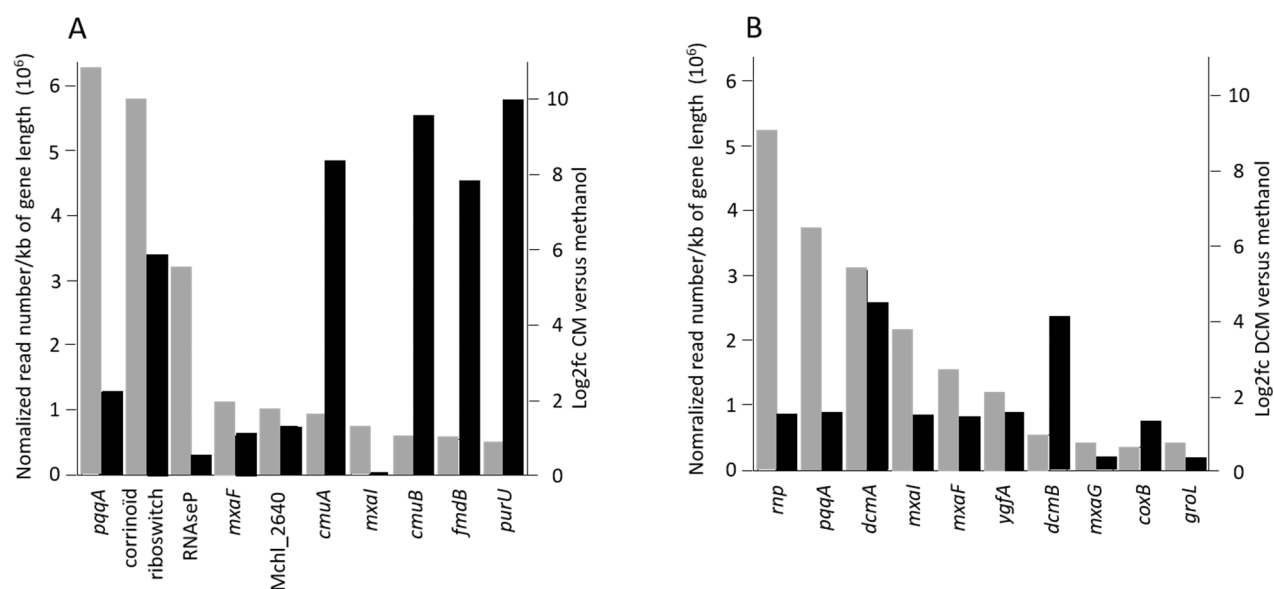 A
Nomalized read number/kb of gene length (10⁶)
6
5
4
3
2
1
0
10
8
6
4
2
0
Log2fc CM versus methanol
pqqA
corrinoïd
riboswitch
RNAseP
mxaF
Mchl_2640
cmuA
mxaI
cmuB
fmdB
purU
B
Nomralized read number/kb of gene length (10⁶)
6
5
4
3
2
1
0
10
8
6
4
2
0
Log2fc DCM versus methanol
rnp
pqqA
dcmA
mxaI
mxaF
ygfA
dcmB
mxaG
coxB
groL